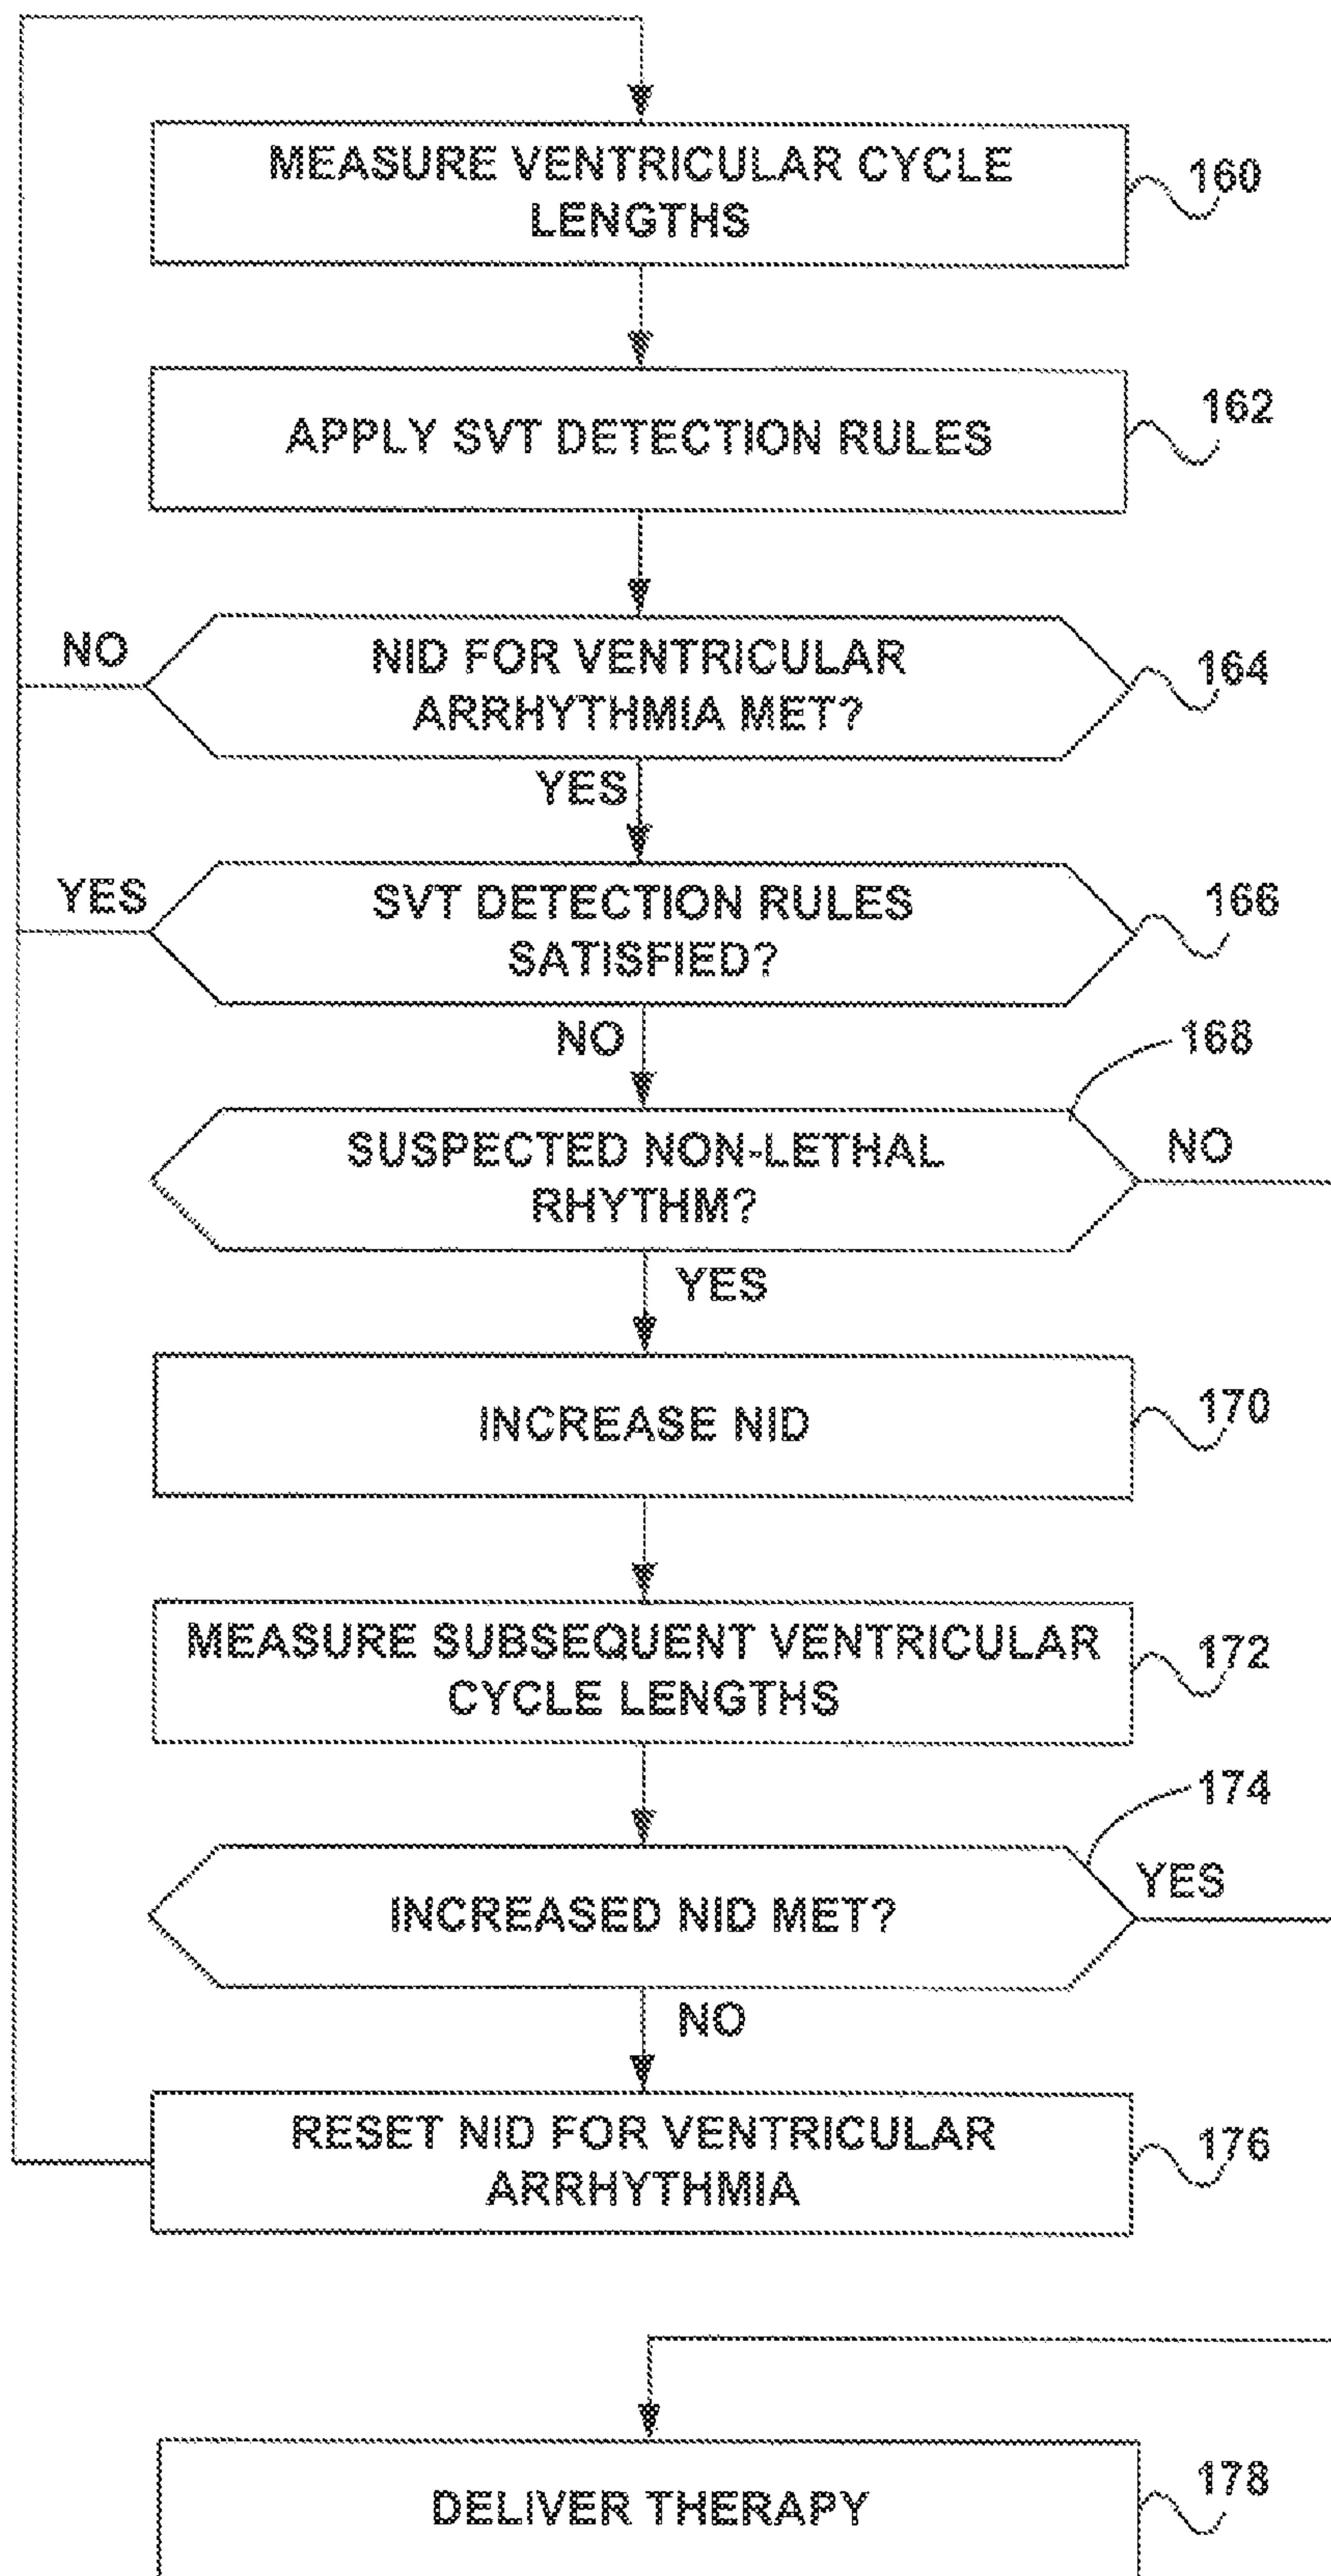 MEASURE VENTRICULAR CYCLE
LENGTHS
160
APPLY SVT DETECTION RULES
162
NO
NID FOR VENTRICULAR
ARRHYTHMIA MET?
164
YES
YES
SVT DETECTION RULES
SATISFIED?
166
NO
168
SUSPECTED NON-LETHAL
RHYTHM?
NO
YES
INCREASE NID
170
MEASURE SUBSEQUENT VENTRICULAR
CYCLE LENGTHS
172
174
INCREASED NID MET?
YES
NO
RESET NID FOR VENTRICULAR
ARRHYTHMIA
176
DELIVER THERAPY
178